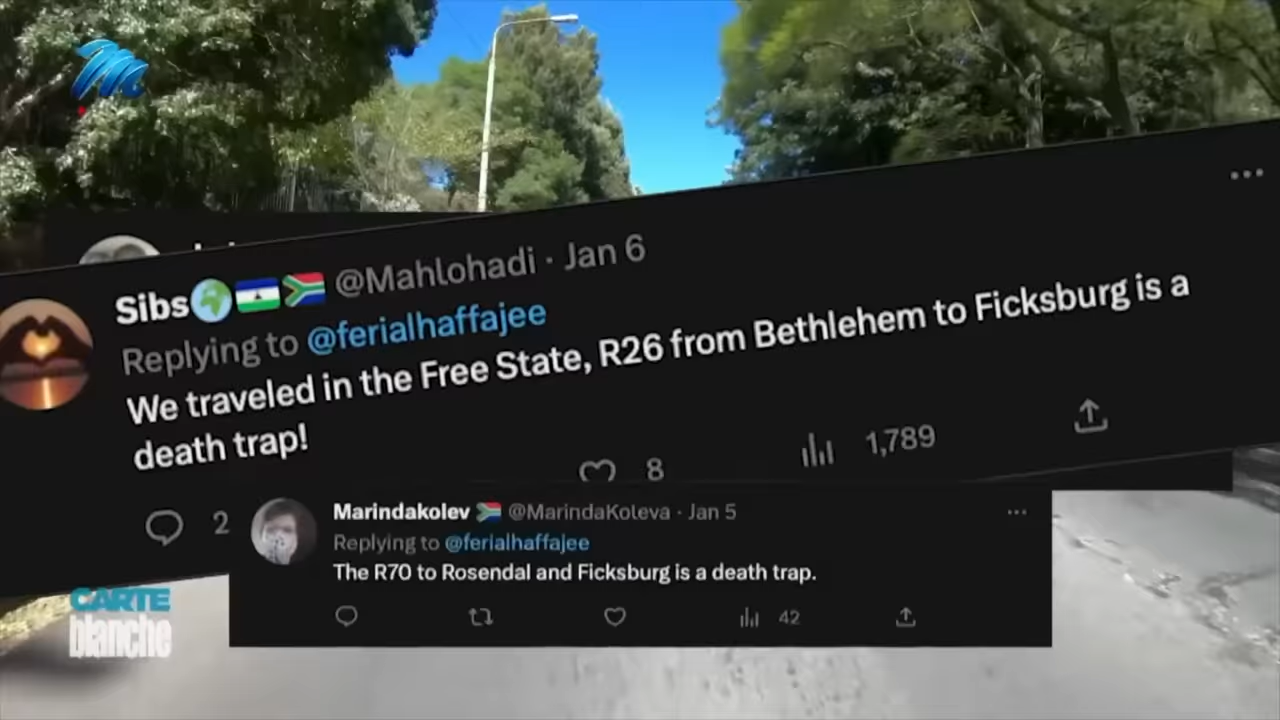 Sibs @Mahlohadi · Jan 6
Replying to @ferialhaffajee
We traveled in the Free State, R26 from Bethlehem to Ficksburg is a
death trap!
2
8
1,789
Marindakolev @MarindaKoleva · Jan 5
Replying to @ferialhaffajee
The R70 to Rosendal and Ficksburg is a death trap.
42
CARTE
blanche